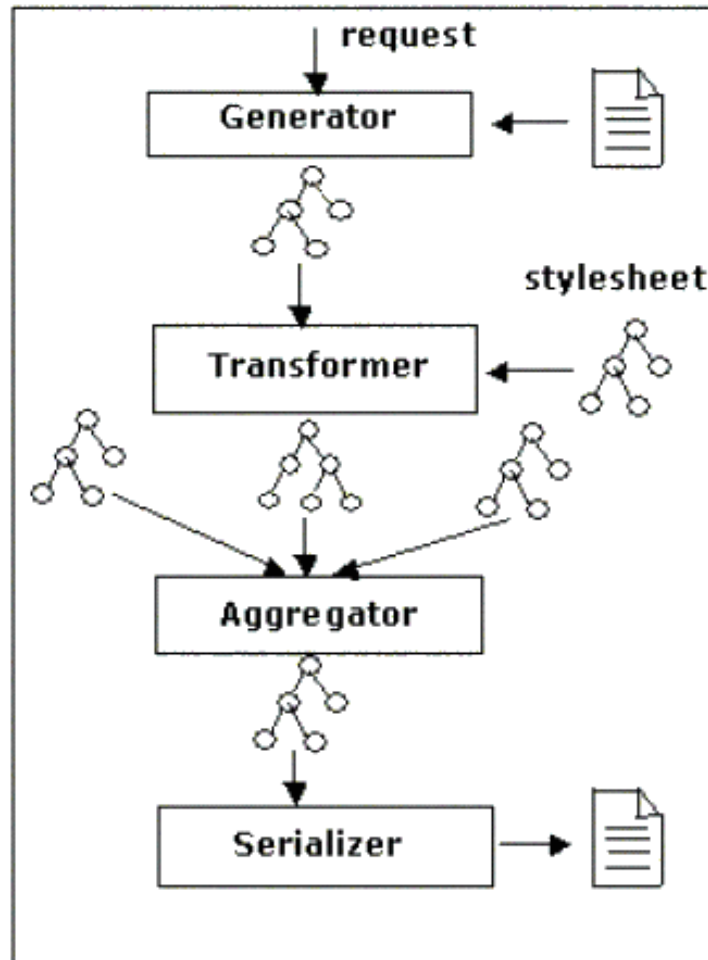 request
Generator
stylesheet
Transformer
Aggregator
Serializer